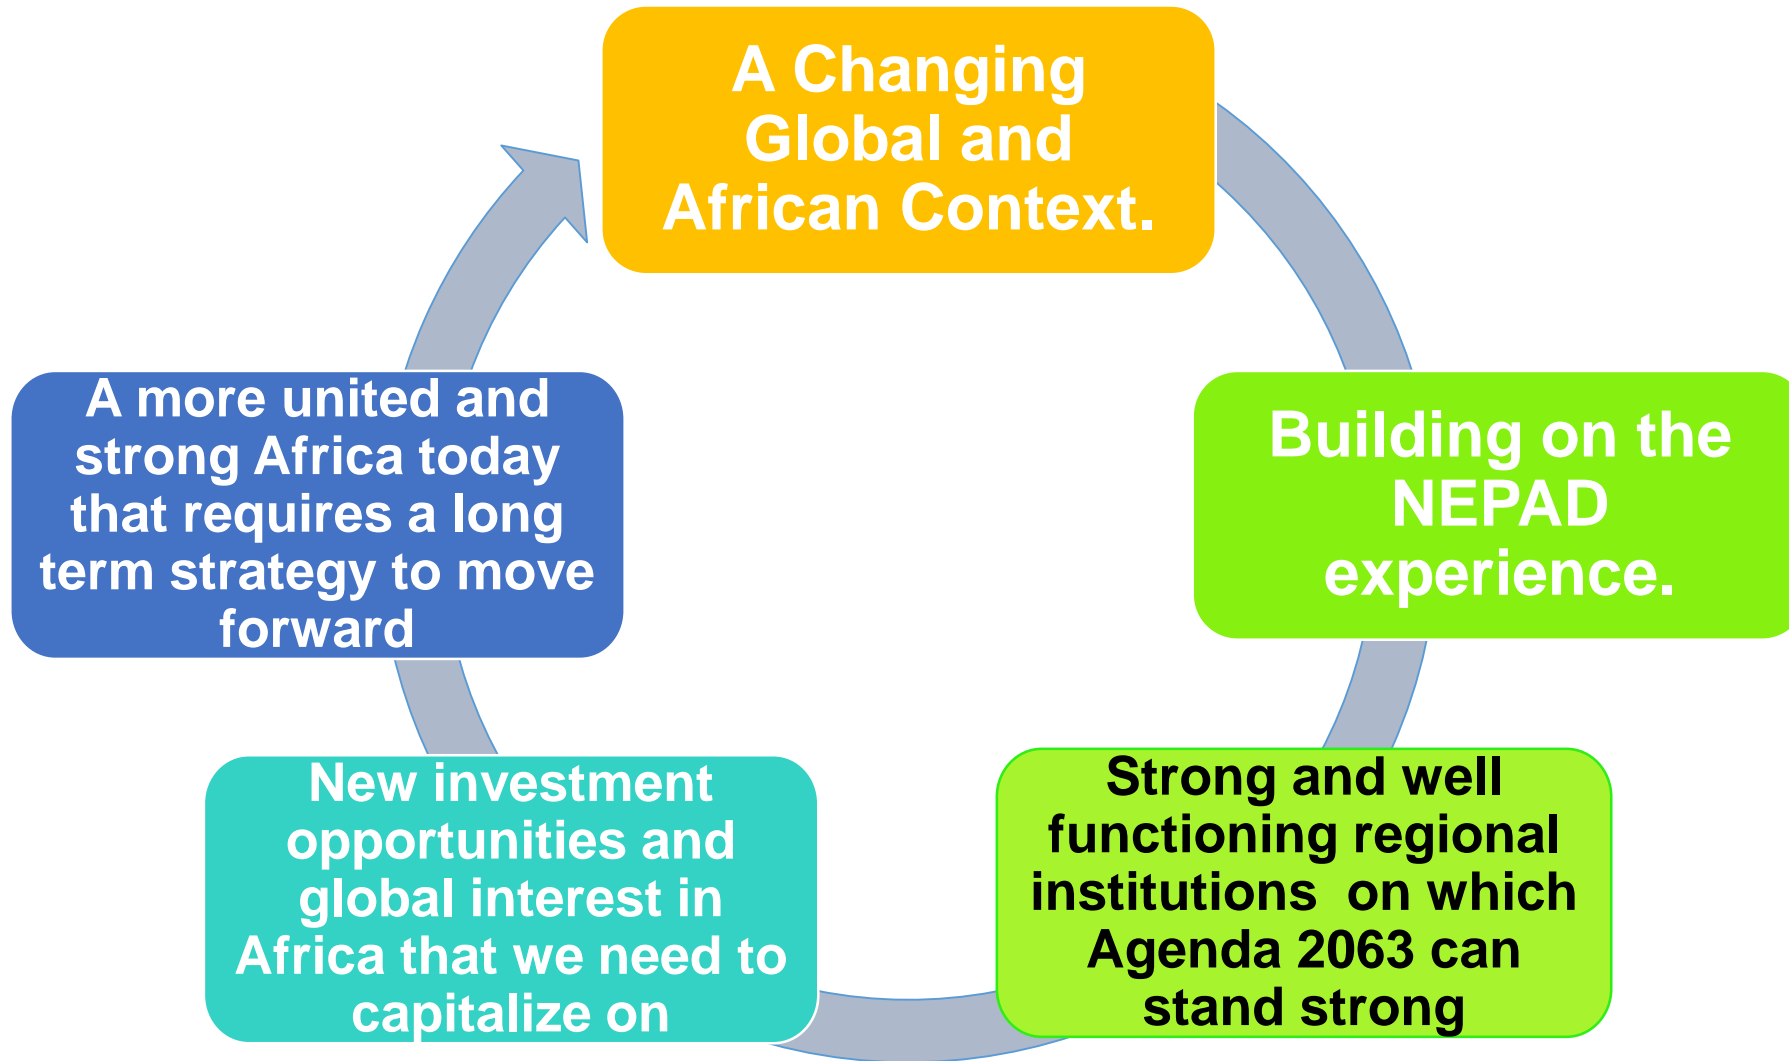 A Changing
Global and
African Context.
Building on the
NEPAD
experience.
Strong and well
functioning regional
institutions  on which
Agenda 2063 can
stand strong
New investment
opportunities and
global interest in
Africa that we need to
capitalize on
A more united and
strong Africa today
that requires a long
term strategy to move
forward